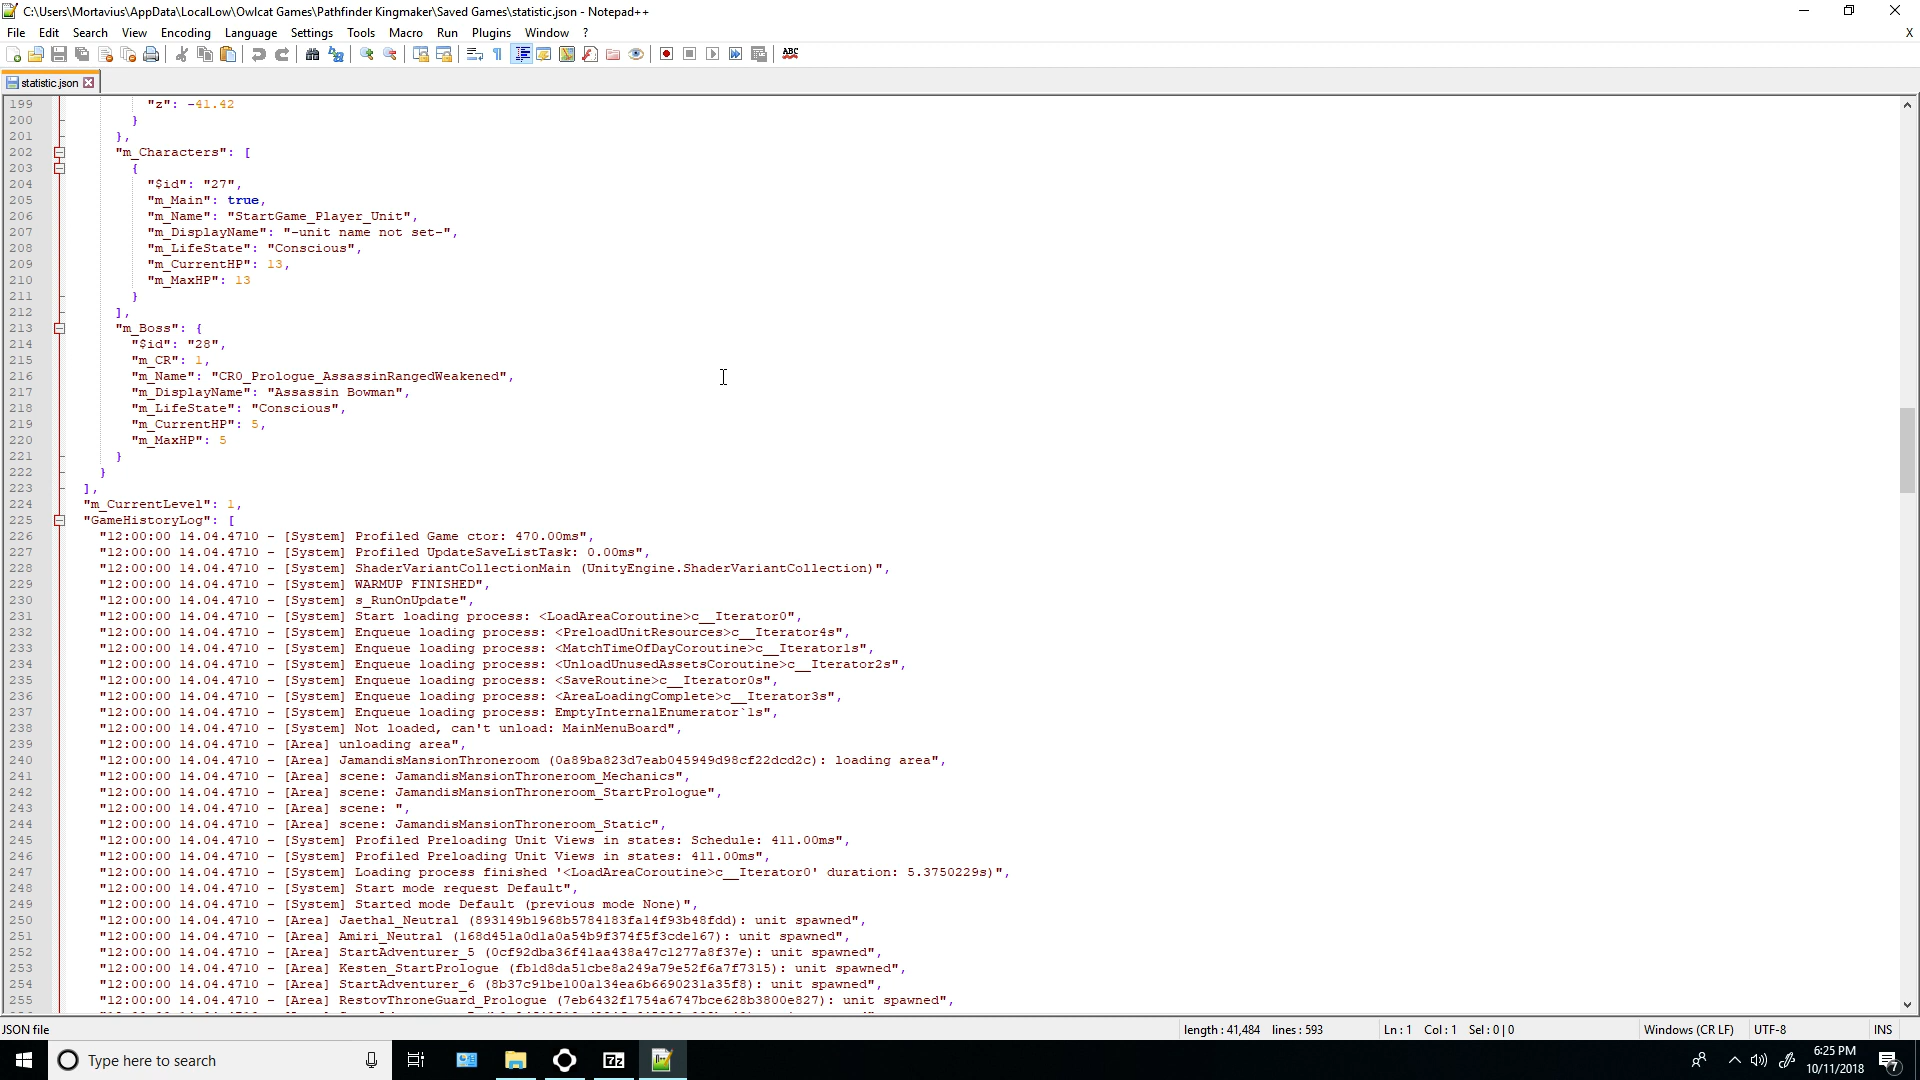 C:\Users\Mortavius\AppData\LocalLow\Owlcat Games\Pathfinder Kingmaker\Saved Games\statistic.json - Notepad++
File Edit Search View Encoding Language Settings Tools Macro Run Plugins Window ? X
ABC
statistic.json
199 "z": -41.42
200 }
201 },
202 "m_Characters": [
203 {
204 "$id": "27",
205 "m_Main": true,
206 "m_Name": "StartGame_Player_Unit",
207 "m_DisplayName": "-unit name not set-",
208 "m_LifeState": "Conscious",
209 "m_CurrentHP": 13,
210 "m_MaxHP": 13
211 }
212 ],
213 "m_Boss": {
214 "$id": "28",
215 "m_CR": 1,
216 "m_Name": "CR0_Prologue_AssassinRangedWeakened",
217 "m_DisplayName": "Assassin Bowman",
218 "m_LifeState": "Conscious",
219 "m_CurrentHP": 5,
220 "m_MaxHP": 5
221 }
222 }
223 ],
224 "m_CurrentLevel": 1,
225 "GameHistoryLog": [
226 "12:00:00 14.04.4710 - [System] Profiled Game ctor: 470.00ms",
227 "12:00:00 14.04.4710 - [System] Profiled UpdateSaveListTask: 0.00ms",
228 "12:00:00 14.04.4710 - [System] ShaderVariantCollectionMain (UnityEngine.ShaderVariantCollection)",
229 "12:00:00 14.04.4710 - [System] WARMUP FINISHED",
230 "12:00:00 14.04.4710 - [System] s_RunOnUpdate",
231 "12:00:00 14.04.4710 - [System] Start loading process: <LoadAreaCoroutine>c__Iterator0",
232 "12:00:00 14.04.4710 - [System] Enqueue loading process: <PreloadUnitResources>c__Iterator4s",
233 "12:00:00 14.04.4710 - [System] Enqueue loading process: <MatchTimeOfDayCoroutine>c__Iterator1s",
234 "12:00:00 14.04.4710 - [System] Enqueue loading process: <UnloadUnusedAssetsCoroutine>c__Iterator2s",
235 "12:00:00 14.04.4710 - [System] Enqueue loading process: <SaveRoutine>c__Iterator0s",
236 "12:00:00 14.04.4710 - [System] Enqueue loading process: <AreaLoadingComplete>c__Iterator3s",
237 "12:00:00 14.04.4710 - [System] Enqueue loading process: EmptyInternalEnumerator`1s",
238 "12:00:00 14.04.4710 - [System] Not loaded, can't unload: MainMenuBoard",
239 "12:00:00 14.04.4710 - [Area] unloading area",
240 "12:00:00 14.04.4710 - [Area] JamandisMansionThroneroom (0a89ba823d7eab045949d98cf22dcd2c): loading area",
241 "12:00:00 14.04.4710 - [Area] scene: JamandisMansionThroneroom_Mechanics",
242 "12:00:00 14.04.4710 - [Area] scene: JamandisMansionThroneroom_StartPrologue",
243 "12:00:00 14.04.4710 - [Area] scene: ",
244 "12:00:00 14.04.4710 - [Area] scene: JamandisMansionThroneroom_Static",
245 "12:00:00 14.04.4710 - [System] Profiled Preloading Unit Views in states: Schedule: 411.00ms",
246 "12:00:00 14.04.4710 - [System] Profiled Preloading Unit Views in states: 411.00ms",
247 "12:00:00 14.04.4710 - [System] Loading process finished '<LoadAreaCoroutine>c__Iterator0' duration: 5.3750229s)",
248 "12:00:00 14.04.4710 - [System] Start mode request Default",
249 "12:00:00 14.04.4710 - [System] Started mode Default (previous mode None)",
250 "12:00:00 14.04.4710 - [Area] Jaethal_Neutral (893149b1968b5784183fa14f93b48fdd): unit spawned",
251 "12:00:00 14.04.4710 - [Area] Amiri_Neutral (168d451a0d1a0a54b9f374f5f3cde167): unit spawned",
252 "12:00:00 14.04.4710 - [Area] StartAdventurer_5 (0cf92dba36f41aa438a47c1277a8f37e): unit spawned",
253 "12:00:00 14.04.4710 - [Area] Kesten_StartPrologue (fb1d8da51cbe8a249a79e52f6a7f7315): unit spawned",
254 "12:00:00 14.04.4710 - [Area] StartAdventurer_6 (8b37c91be100a134ea6b6690231a35f8): unit spawned",
255 "12:00:00 14.04.4710 - [Area] RestovThroneGuard_Prologue (7eb6432f1754a6747bce628b3800e827): unit spawned",
JSON file length : 41,484 lines : 593 Ln : 1 Col : 1 Sel : 0 | 0 Windows (CR LF) UTF-8 INS
Type here to search
7z
6:25 PM
10/11/2018
7